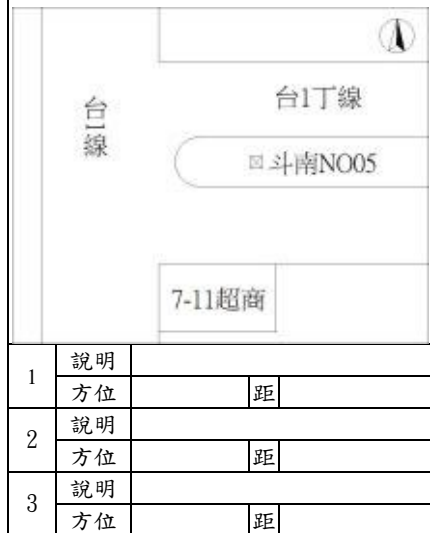 台1丁線
台1線
斗南NO05
7-11超商
1 說明
方位 距
2 說明
方位 距
3 說明
方位 距